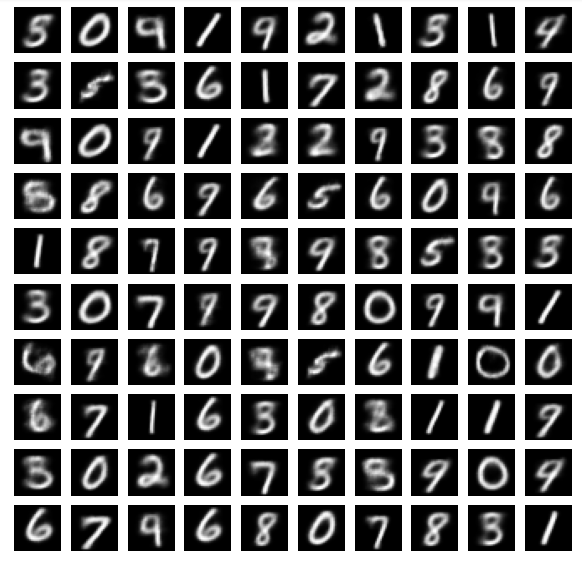 5 0 9 1 9 2 1 3 1 4
3 5 3 6 1 7 2 8 6 9
9 0 9 1 2 2 9 3 8 8
8 6 9 6 5 6 0 9 6
1 8 7 9 9 8 5 3 3
3 0 7 9 9 8 0 9 9 1
9 0 5 6 1 0 0
6 7 1 6 3 0 1 1 9
3 0 2 6 7 3 9 0 9
6 7 9 6 8 0 7 8 3 1